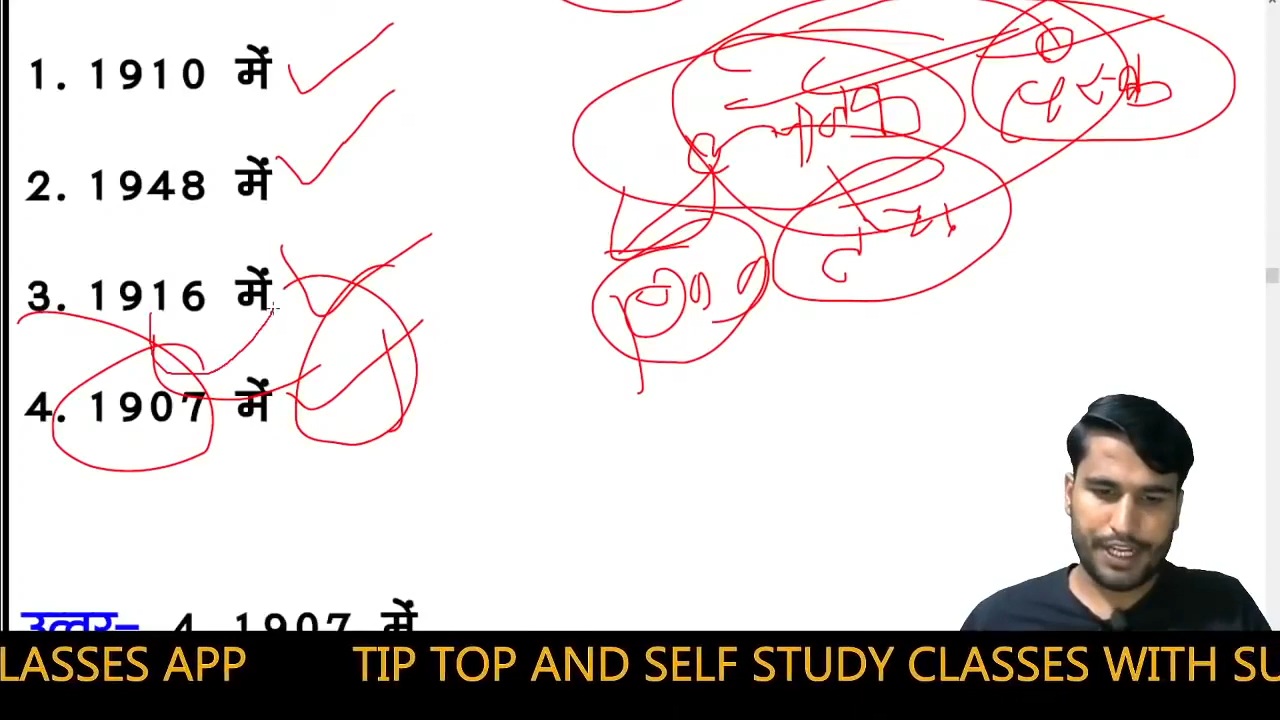 1. 1910 में
2. 1948 में
3. 1916 में
4. 1907 में
उत्तर- 4. 1907 में
LASSES APP TIP TOP AND SELF STUDY CLASSES WITH SU